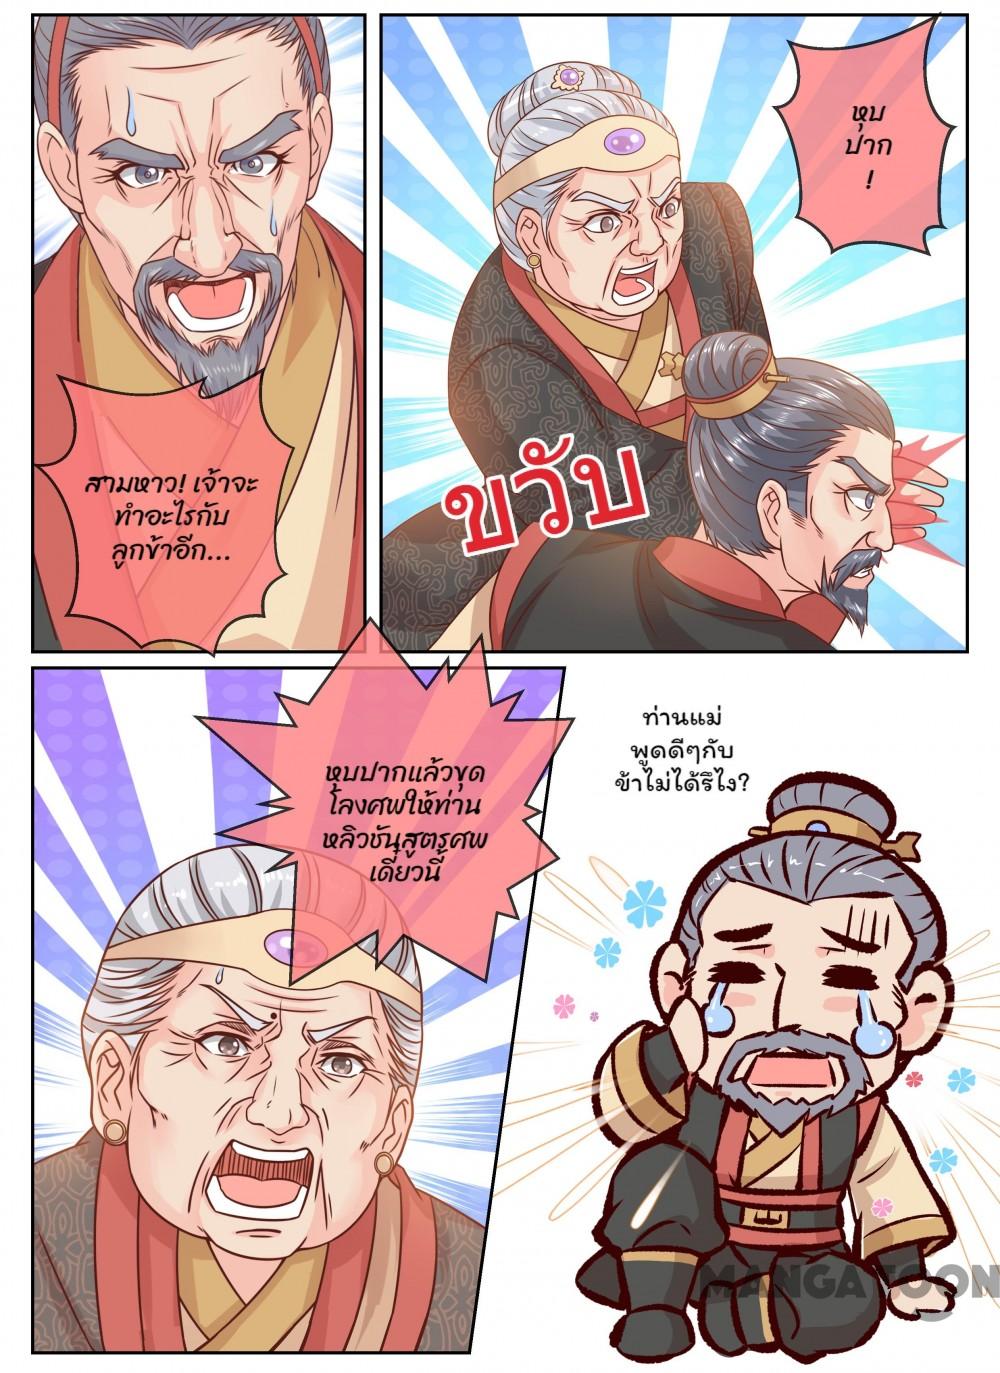 สามหาว! เจ้าจะ
ทำอะไรกับ
ลูกข้าอีก...
หุบ
ปาก
!
ขวับ
หุบปากแล้วขุด
โลงศพให้ท่าน
หลิวชันสูตรศพ
เดี๋ยวนี้
ท่านแม่
พูดดีๆกับ
ข้าไม่ได้รึไง?
MANGATOON